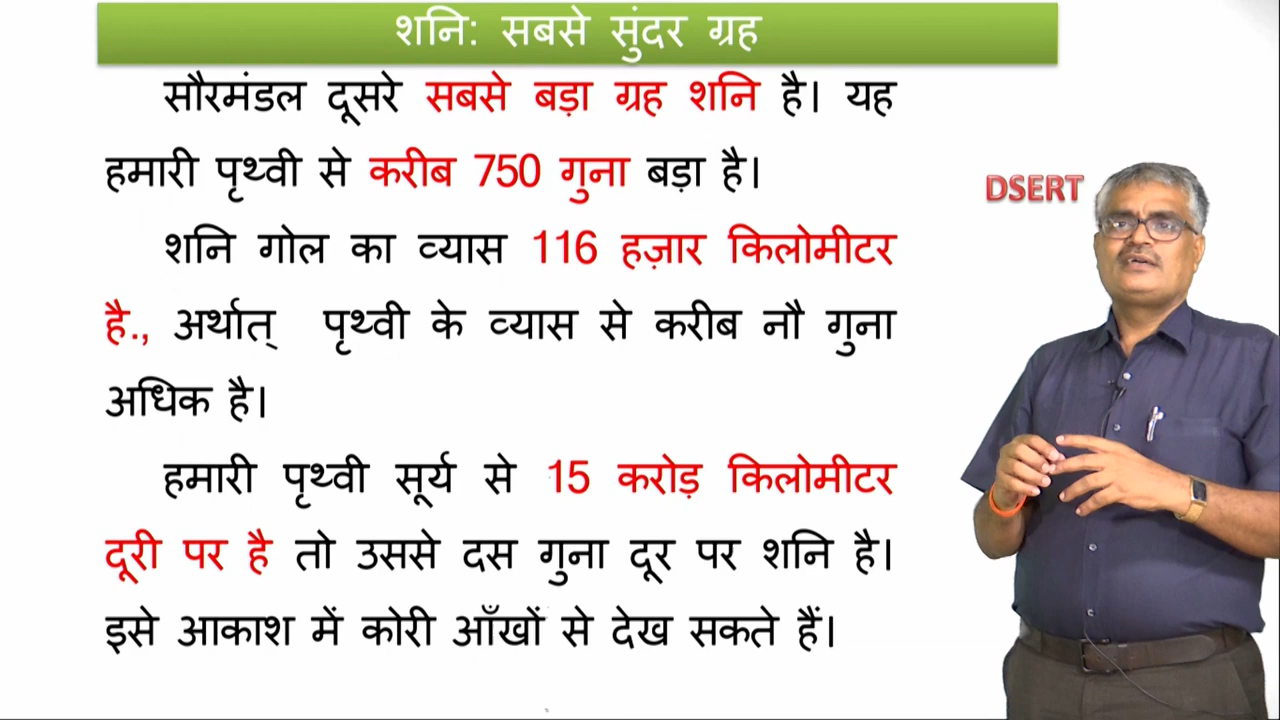 शनि: सबसे सुंदर ग्रह
सौरमंडल दूसरे सबसे बड़ा ग्रह शनि है। यह
हमारी पृथ्वी से करीब 750 गुना बड़ा है।
शनि गोल का व्यास 116 हज़ार किलोमीटर
है., अर्थात् पृथ्वी के व्यास से करीब नौ गुना
अधिक है।
हमारी पृथ्वी सूर्य से 15 करोड़ किलोमीटर
दूरी पर है तो उससे दस गुना दूर पर शनि है।
इसे आकाश में कोरी आँखों से देख सकते हैं।
DSERT